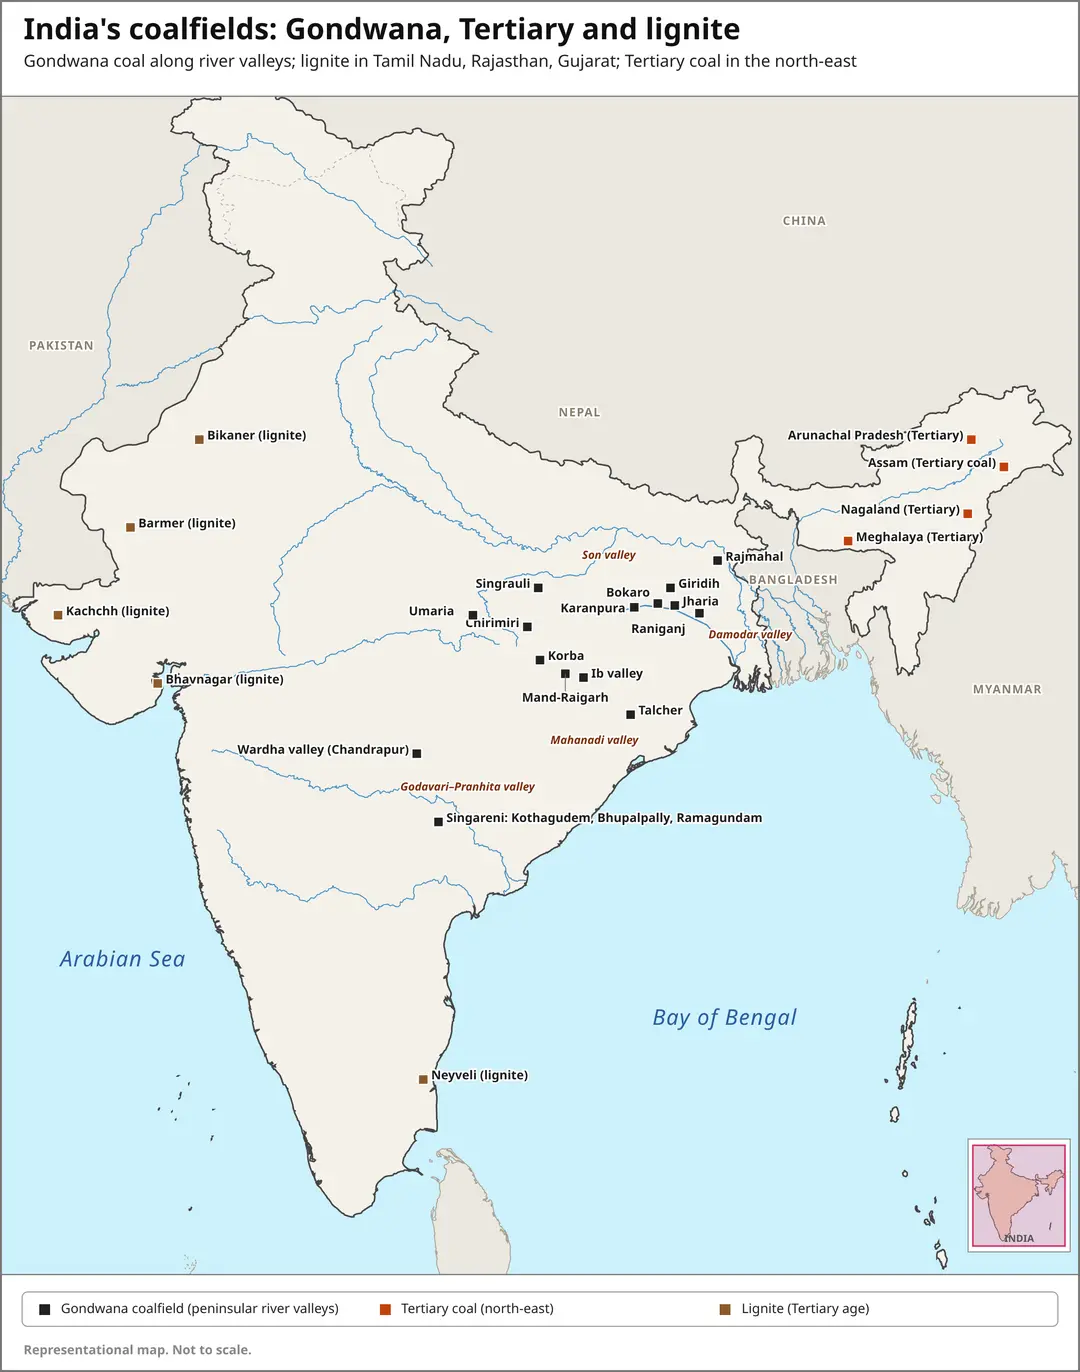 India's coalfields: Gondwana, Tertiary and lignite
Gondwana coal along river valleys; lignite in Tamil Nadu, Rajasthan, Gujarat; Tertiary coal in the north-east
CHINA
PAKISTAN
NEPAL
Bikaner (lignite)
Arunachal Pradesh (Tertiary)
Assam (Tertiary coal)
Nagaland (Tertiary)
Barmer (lignite)
Meghalaya (Tertiary)
Son valley
Rajmahal
BANGLADESH
Singrauli
Giridih
Bokaro
Jharia
Karanpura
Umaria
Kachchh (lignite)
Chirimiri
Raniganj
Damodar valley
Korba
Ib valley
Bhavnagar (lignite)
MYANMAR
Mand-Raigarh
Talcher
Mahanadi valley
Wardha valley (Chandrapur)
Godavari–Pranhita valley
Singareni: Kothagudem, Bhupalpally, Ramagundam
Arabian Sea
Bay of Bengal
Neyveli (lignite)
INDIA
Gondwana coalfield (peninsular river valleys)
Tertiary coal (north-east)
Lignite (Tertiary age)
Representational map. Not to scale.